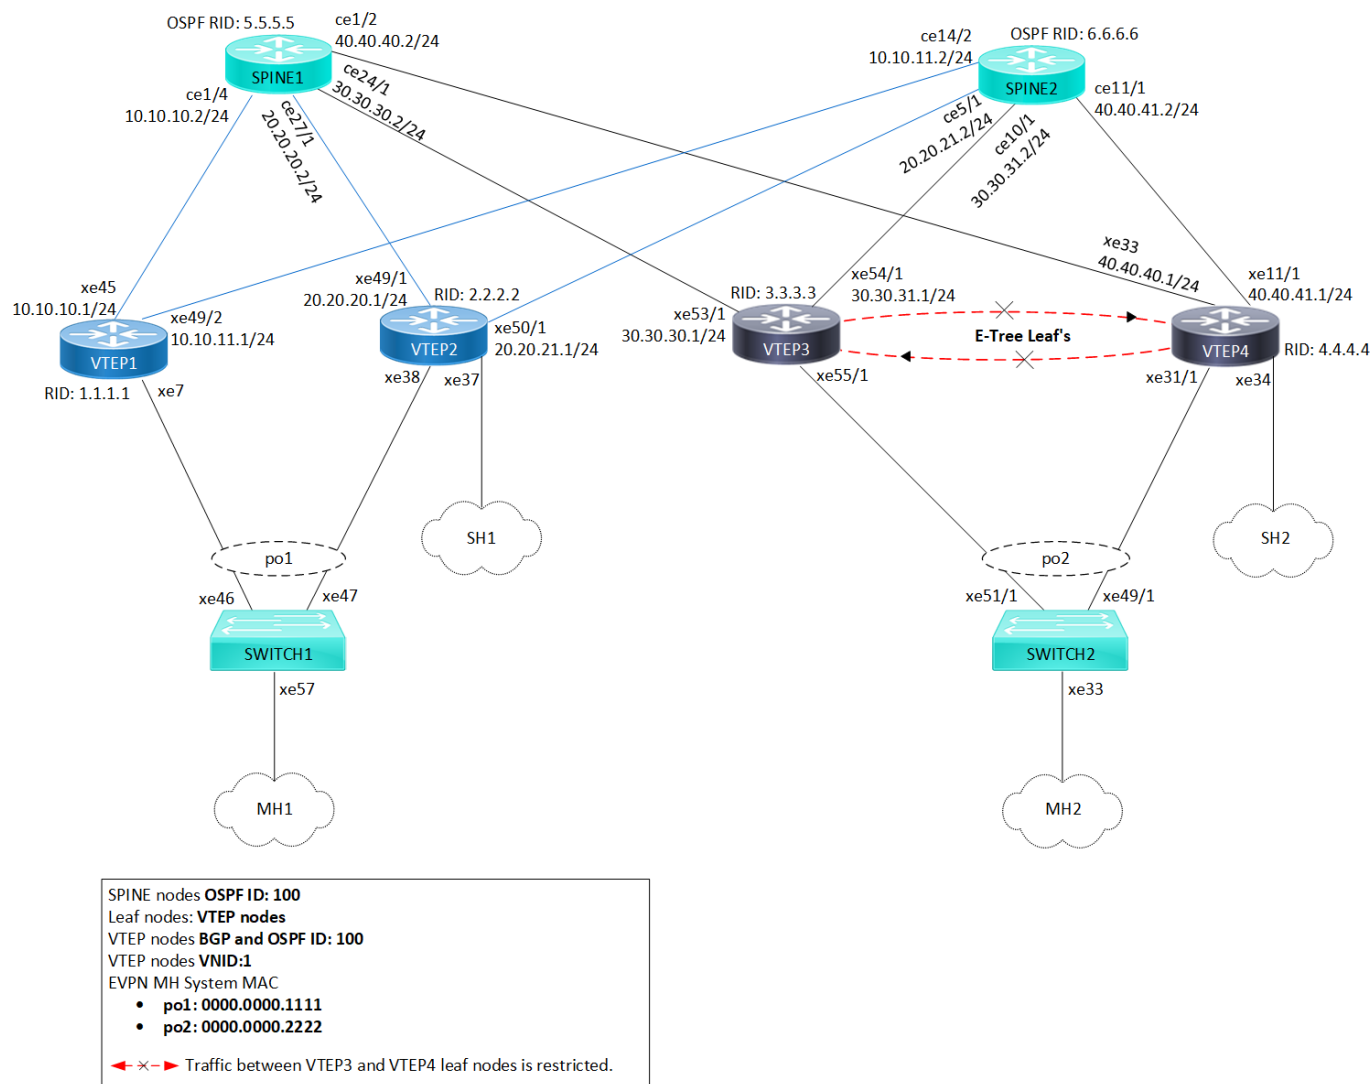 OSPF RID: 5.5.5.5
ce1/2
40.40.40.2/24
SPINE1
ce24/1
30.30.30.2/24
ce1/4
10.10.10.2/24
ce27/1
20.20.20.2/24
ce14/2
10.10.11.2/24
OSPF RID: 6.6.6.6
SPINE2
ce5/1
20.20.21.2/24
ce10/1
30.30.31.2/24
ce11/1
40.40.41.2/24
xe45
10.10.10.1/24
xe49/2
10.10.11.1/24
VTEP1
RID: 1.1.1.1
xe7
xe49/1
20.20.20.1/24
RID: 2.2.2.2
VTEP2
xe50/1
20.20.21.1/24
xe38
xe37
RID: 3.3.3.3
xe54/1
30.30.31.1/24
xe53/1
30.30.30.1/24
VTEP3
xe55/1
E-Tree Leaf's
xe33
40.40.40.1/24
xe11/1
40.40.41.1/24
VTEP4
RID: 4.4.4.4
xe31/1
xe34
SH1
SH2
po1
po2
xe46
xe47
xe51/1
xe49/1
SWITCH1
SWITCH2
xe57
xe33
MH1
MH2
SPINE nodes OSPF ID: 100
Leaf nodes: VTEP nodes
VTEP nodes BGP and OSPF ID: 100
VTEP nodes VNID:1
EVPN MH System MAC
• po1: 0000.0000.1111
• po2: 0000.0000.2222
Traffic between VTEP3 and VTEP4 leaf nodes is restricted.